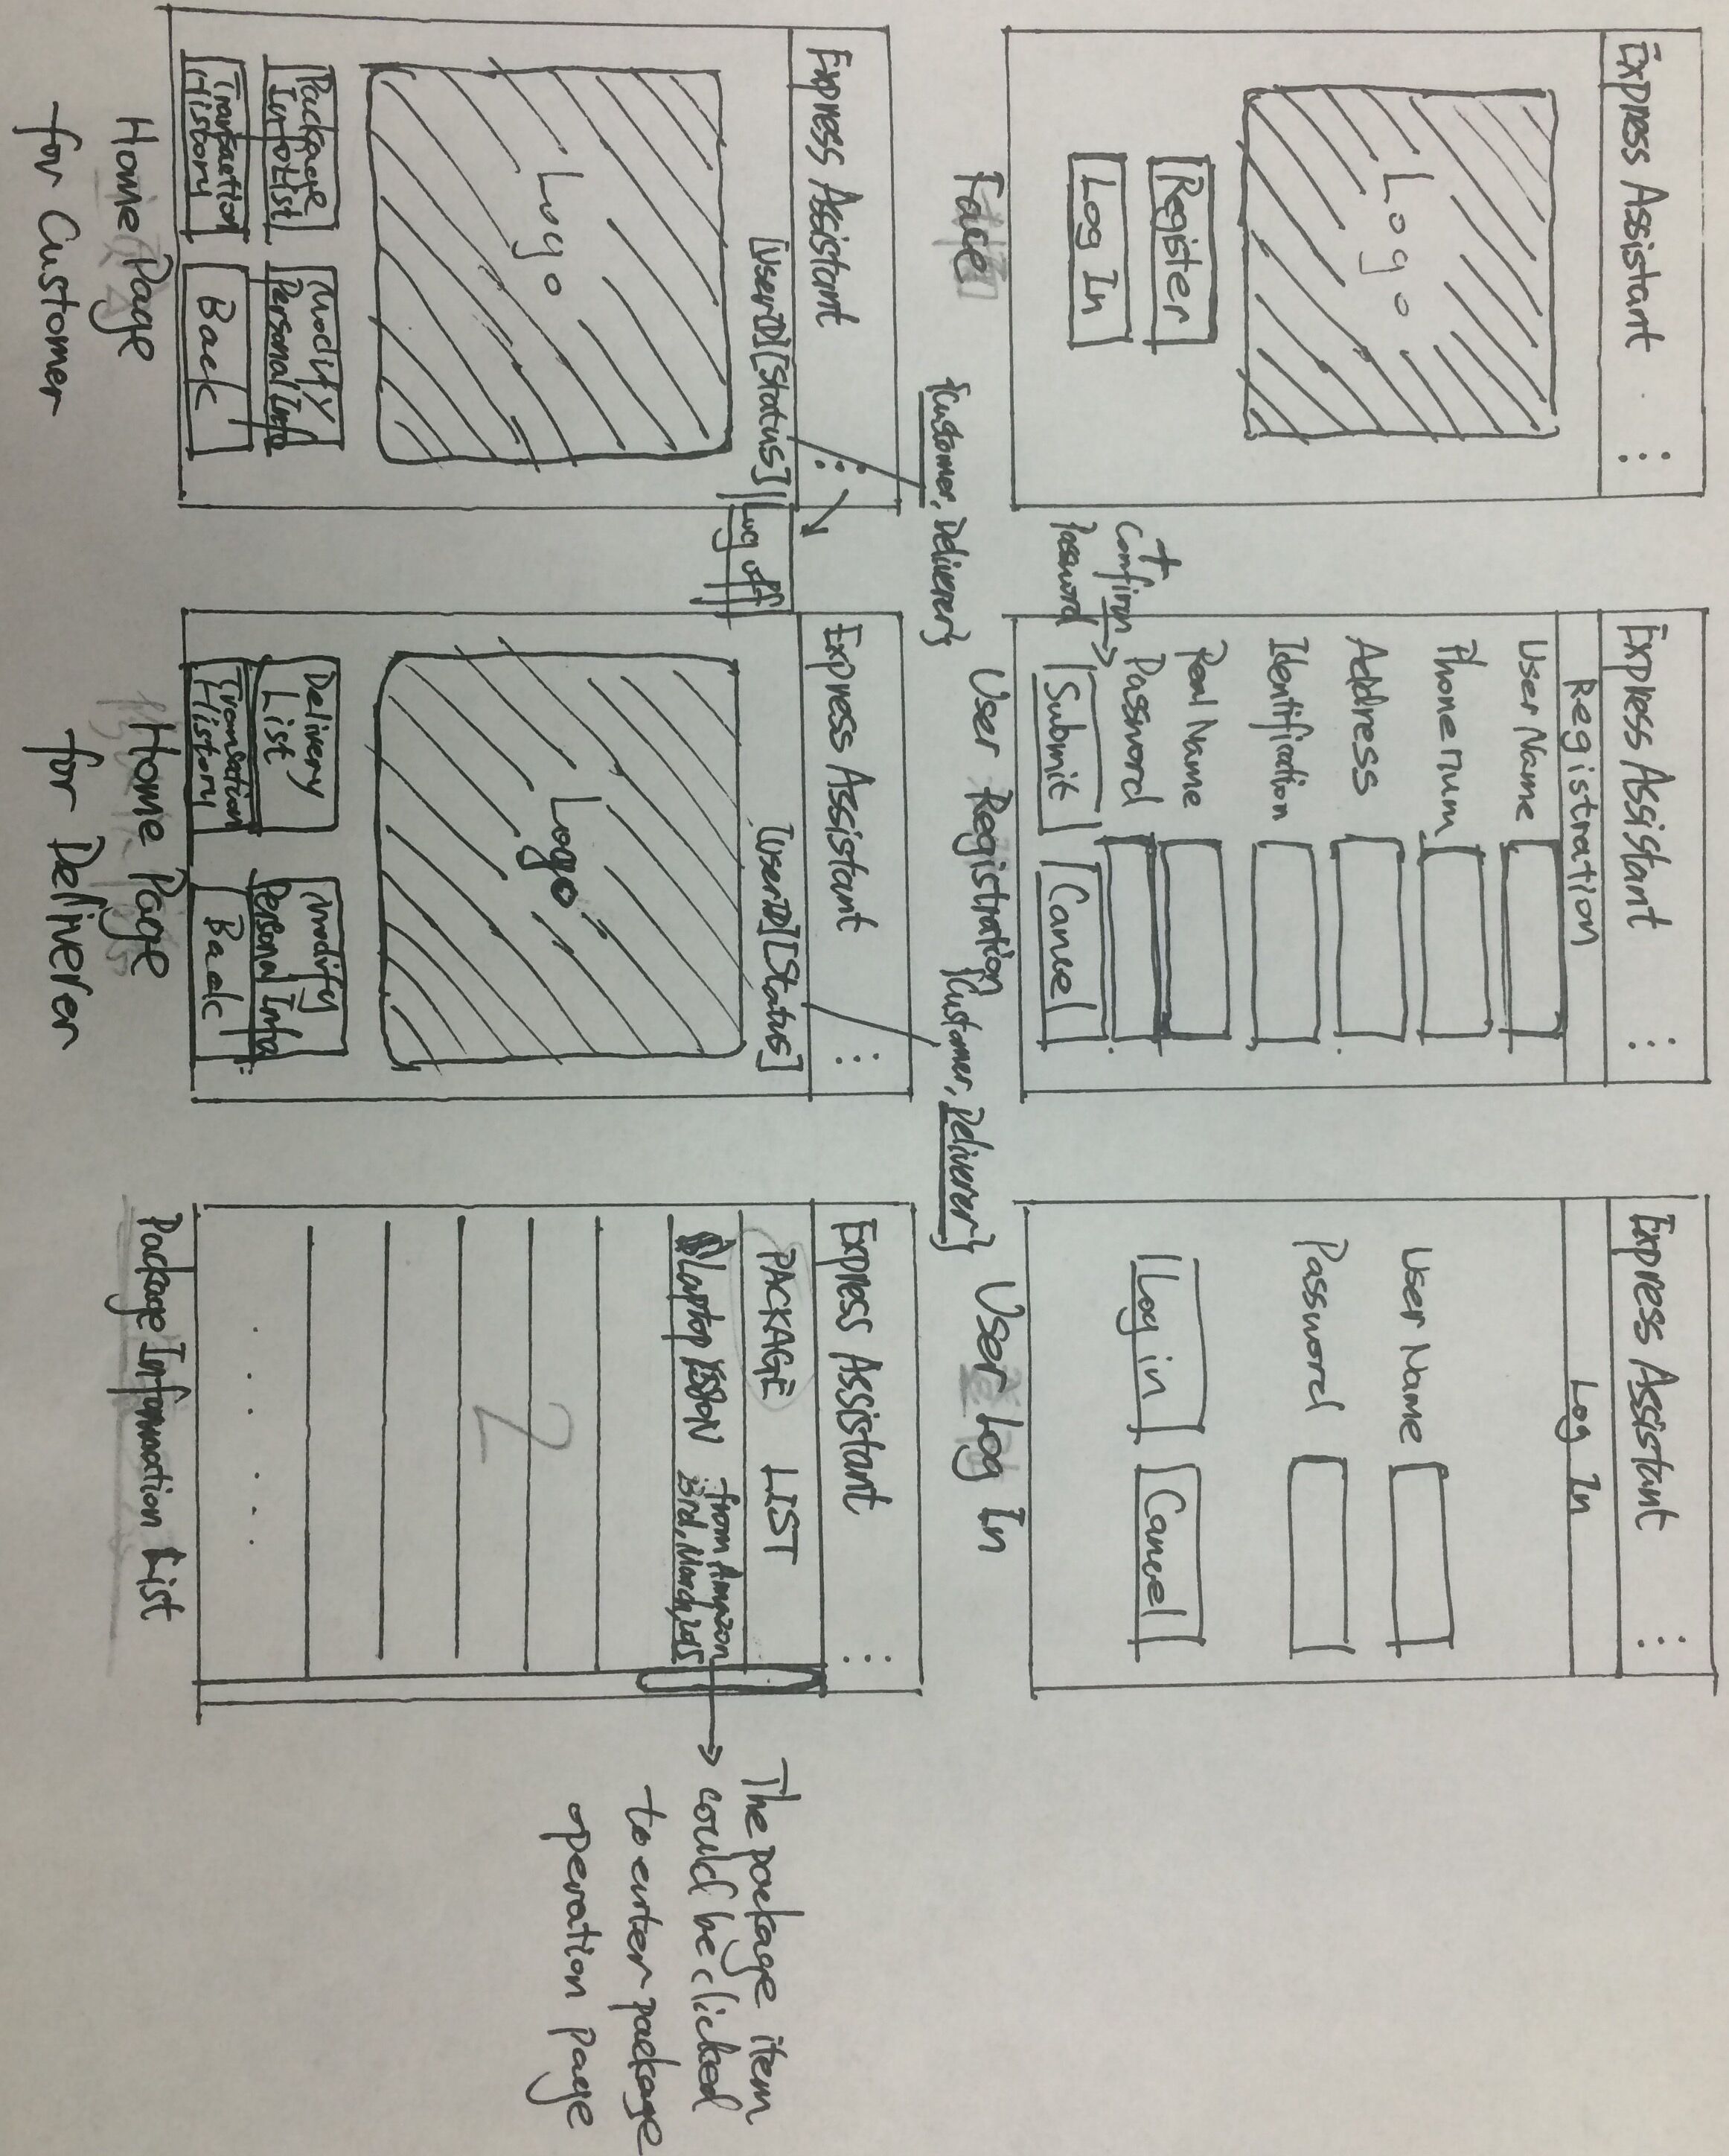 Express Assistant ⋮
Logo
Register
Log In
Face
Express Assistant ⋮
Registration
User Name
Phone num
Address
Identification
Real Name
Password
+
Confirm
Password
Submit
Cancel
User Registration
Express Assistant ⋮
Log In
User Name
Password
Log in
Cancel
User Log In
{Customer, Deliverer}
Express Assistant ⋮
[UserID][Status]
Log off
Logo
Package
Info List
Modify
Personal Info
Transaction
History
Back
Home Page
for Customer
{Customer, Deliverer}
Express Assistant ⋮
[UserID][Status]
Logo
Delivery
List
Modify
Personal Info
Transation
History
Back
Home Page
for Deliverer
Express Assistant ⋮
PACKAGE LIST
from Amazon
Laptop
3rd, March,
2
. . . . .
Package Information List
The package item
could be clicked
to enter package
operation page